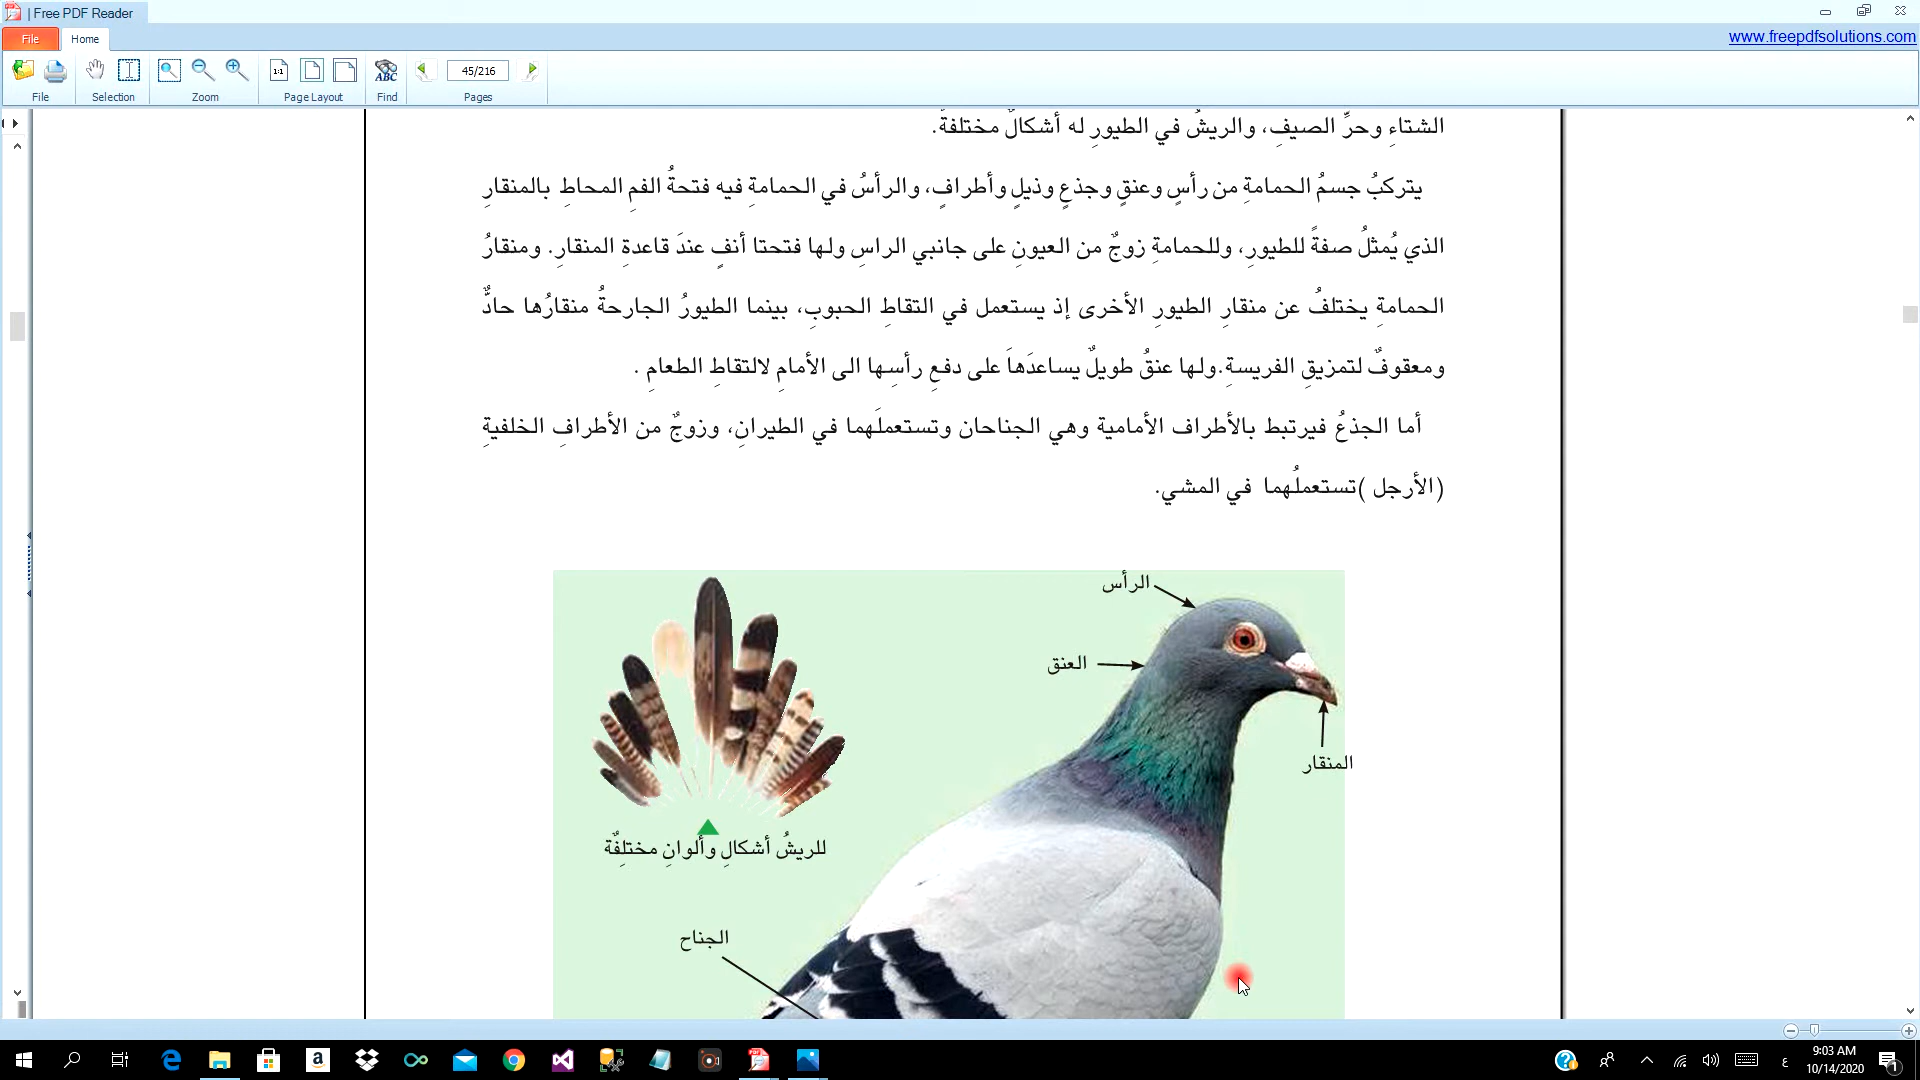 | Free PDF Reader
File
Home
www.freepdfsolutions.com
1:1
ABC
45/216
File
Selection
Zoom
Page Layout
Find
Pages
الشتاءِ وحرِّ الصيفِ، والريشُ في الطيورِ له أشكالٌ مختلفةٌ.
يتركبُ جسمُ الحمامةِ من رأسٍ وعنقٍ وجذعٍ وذيلٍ وأطرافٍ، والرأسُ في الحمامةِ فيه فتحةُ الفمِ المحاطِ بالمنقارِ
الذي يُمثلُ صفةً للطيورِ، وللحمامةِ زوجٌ من العيونِ على جانبي الراسِ ولها فتحتا أنفٍ عندَ قاعدةِ المنقارِ. ومنقارُ
الحمامةِ يختلفُ عن منقارِ الطيورِ الأخرى إذ يستعمل في التقاطِ الحبوبِ، بينما الطيورُ الجارحةُ منقارُها حادٌّ
ومعقوفٌ لتمزيقِ الفريسةِ.ولها عنقُ طويلٌ يساعدَهاَ على دفعِ رأسِها الى الأمامِ لالتقاطِ الطعامِ .
أما الجذعُ فيرتبط بالأطراف الأمامية وهي الجناحان وتستعملَهما في الطيرانِ، وزوجٌ من الأطرافِ الخلفيةِ
(الأرجل )تستعملُهما في المشي.
الرأس
العنق
المنقار
للريشُ أشكالِ وألوانِ مختلِفٌة
الجناح
ABC
ع
9:03 AM
10/14/2020
1